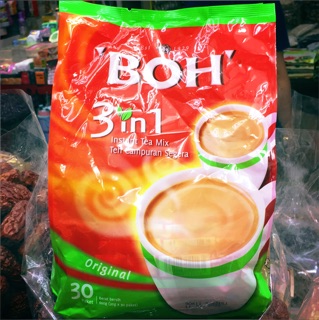 BOH
3 in 1
Instant Tea Mix
Teh Campuran Segera
Original
30